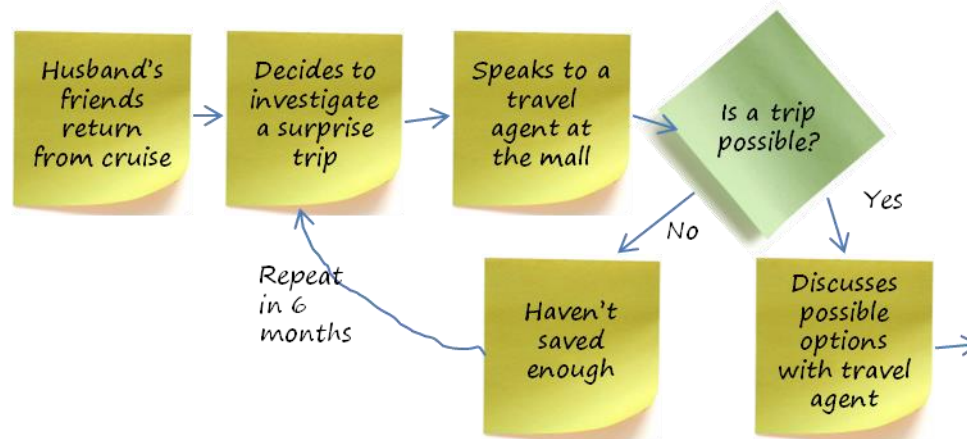 Husband's
friends
return
from cruise
Decides to
investigate
a surprise
trip
Speaks to a
travel
agent at
the mall
Is a trip
possible?
No
Yes
Repeat
in 6
months
Haven't
saved
enough
Discusses
possible
options
with travel
agent